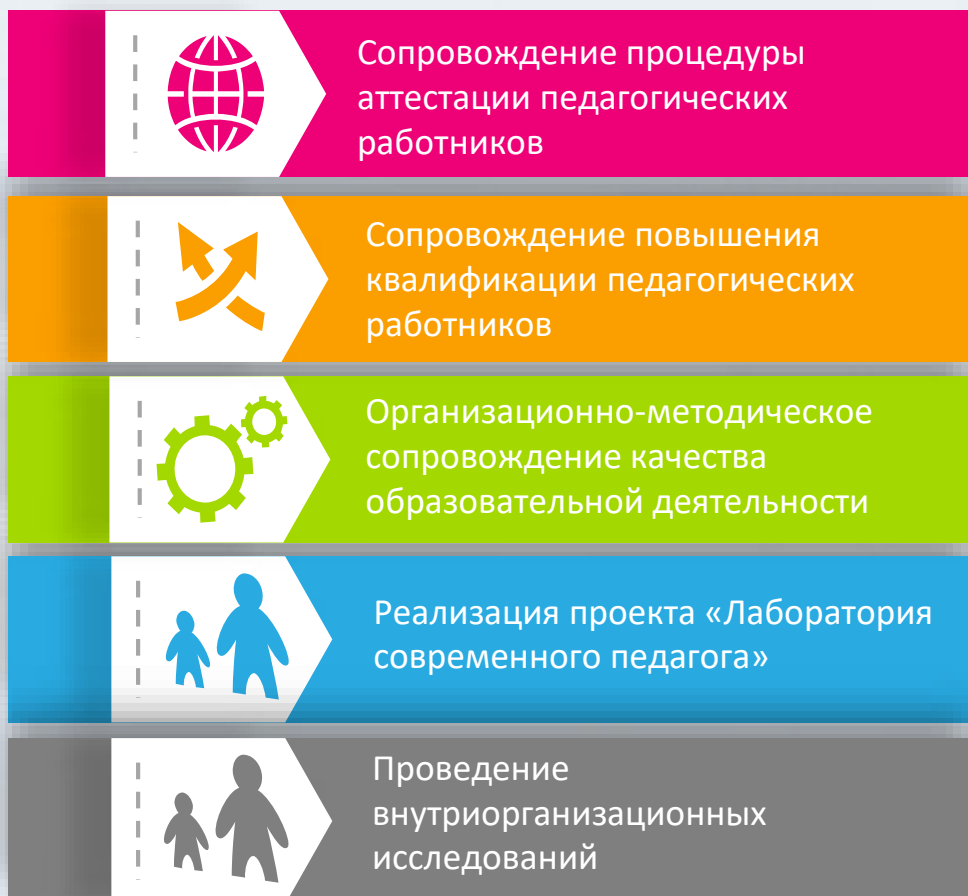 Сопровождение процедуры
аттестации педагогических
работников
Сопровождение повышения
квалификации педагогических
работников
Организационно-методическое
сопровождение качества
образовательной деятельности
Реализация проекта «Лаборатория
современного педагога»
Проведение
внутриорганизационных
исследований